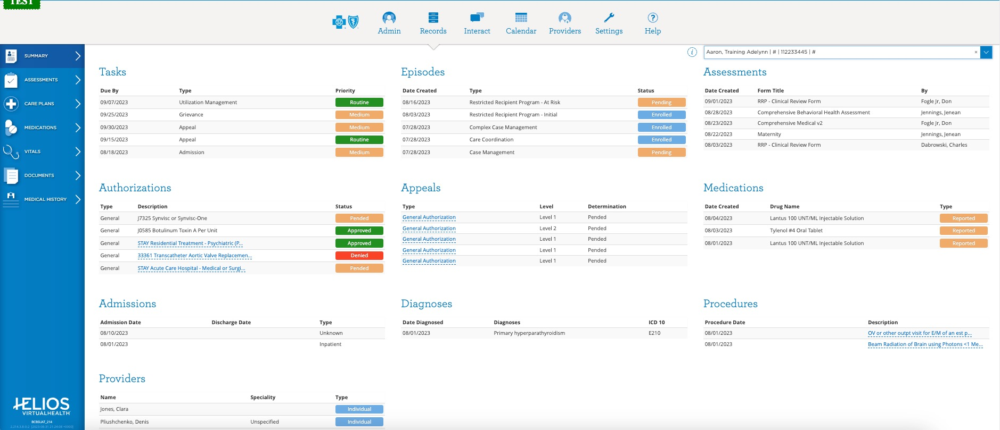 TEST
Admin Records Interact Calendar Providers Settings Help
Aaron, Training Adelynn | # | 112233445 | #
SUMMARY
ASSESSMENTS
CARE PLANS
MEDICATIONS
VITALS
DOCUMENTS
MEDICAL HISTORY
Tasks
Due By Type Priority
09/07/2023 Utilization Management Routine
09/25/2023 Grievance Medium
09/30/2023 Appeal Medium
09/15/2023 Appeal Routine
08/18/2023 Admission Medium
Episodes
Date Created Type Status
08/16/2023 Restricted Recipient Program - At Risk Pending
08/03/2023 Restricted Recipient Program - Initial Enrolled
07/28/2023 Complex Case Management Enrolled
07/28/2023 Care Coordination Enrolled
07/28/2023 Case Management Pending
Assessments
Date Created Form Title By
09/01/2023 RRP - Clinical Review Form Fogle Jr, Don
08/28/2023 Comprehensive Behavioral Health Assessment Jennings, Jenean
08/23/2023 Comprehensive Medical v2 Fogle Jr, Don
08/22/2023 Maternity Jennings, Jenean
08/03/2023 RRP - Clinical Review Form Dabrowski, Charles
Authorizations
Type Description Status
General J7325 Synvisc or Synvisc-One Pended
General J0585 Botulinum Toxin A Per Unit Approved
General STAY Residential Treatment - Psychiatric (P... Approved
General 33361 Transcatheter Aortic Valve Replacemen... Denied
General STAY Acute Care Hospital - Medical or Surgi... Pended
Appeals
Type Level Determination
General Authorization Level 1 Pended
General Authorization Level 2 Pended
General Authorization Level 1 Pended
General Authorization Level 1 Pended
General Authorization Level 1 Pended
Medications
Date Created Drug Name Type
08/04/2023 Lantus 100 UNT/ML Injectable Solution Reported
08/03/2023 Tylenol #4 Oral Tablet Reported
08/01/2023 Lantus 100 UNT/ML Injectable Solution Reported
Admissions
Admission Date Discharge Date Type
08/10/2023 Unknown
08/01/2023 Inpatient
Diagnoses
Date Diagnosed Diagnoses ICD 10
08/01/2023 Primary hyperparathyroidism E210
Procedures
Procedure Date Description
08/01/2023 OV or other outpt visit for E/M of an est p...
08/01/2023 Beam Radiation of Brain using Photons <1 Me...
Providers
Name Speciality Type
Jones, Clara Individual
Pliushchenko, Denis Unspecified Individual
HELIOS
VIRTUALHEALTH
BCBSUAT_214